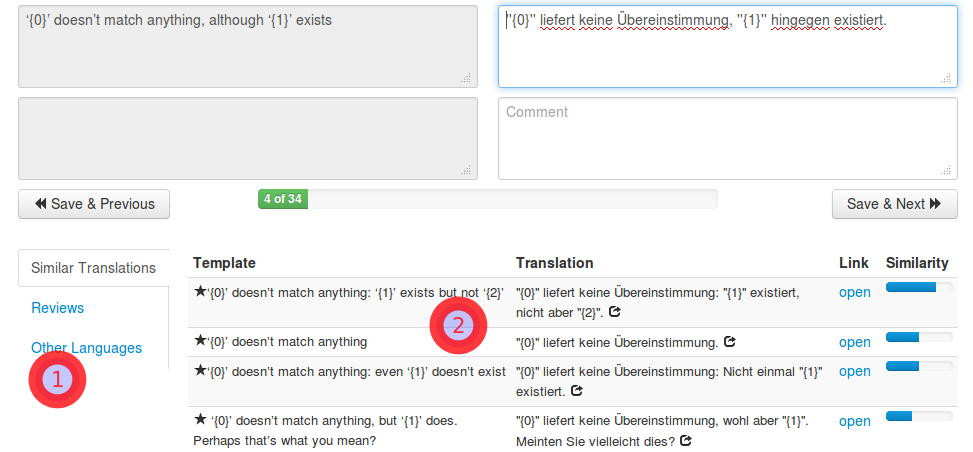 ‘{0}’ doesn’t match anything, although ‘{1}’ exists
"{0}" liefert keine Übereinstimmung, "{1}" hingegen existiert.
Comment
Save & Previous
4 of 34
Save & Next
Similar Translations
Reviews
Other Languages
1
Template Translation Link Similarity
‘{0}’ doesn’t match anything: ‘{1}’ exists but not ‘{2}’
"{0}" liefert keine Übereinstimmung: "{1}" existiert,
nicht aber "{2}".
open
2
‘{0}’ doesn’t match anything
"{0}" liefert keine Übereinstimmung.
open
‘{0}’ doesn’t match anything: even ‘{1}’ doesn’t exist
"{0}" liefert keine Übereinstimmung: Nicht einmal "{1}"
existiert.
open
‘{0}’ doesn’t match anything, but ‘{1}’ does.
Perhaps that’s what you mean?
"{0}" liefert keine Übereinstimmung, wohl aber "{1}".
Meinten Sie vielleicht dies?
open